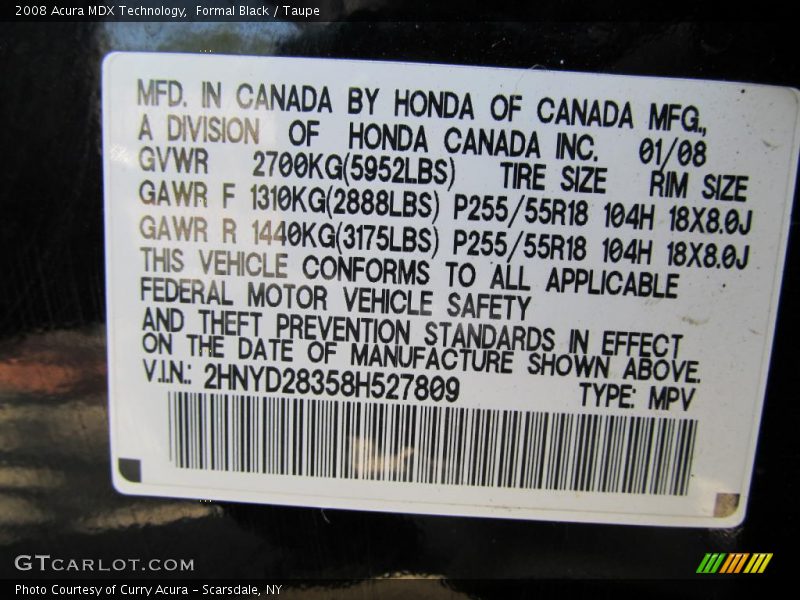 2008 Acura MDX Technology,  Formal Black / Taupe
MFD. IN CANADA BY HONDA OF CANADA MFG.,
A DIVISION OF HONDA CANADA INC. 01/08
GVWR 2700KG(5952LBS) TIRE SIZE RIM SIZE
GAWR F 1310KG(2888LBS) P255/55R18 104H 18X8.0J
GAWR R 1440KG(3175LBS) P255/55R18 104H 18X8.0J
THIS VEHICLE CONFORMS TO ALL APPLICABLE
FEDERAL MOTOR VEHICLE SAFETY
AND THEFT PREVENTION STANDARDS IN EFFECT
ON THE DATE OF MANUFACTURE SHOWN ABOVE.
V.I.N.: 2HNYD28358H527809 TYPE: MPV
GTCARLOT.COM
Photo Courtesy of Curry Acura – Scarsdale, NY